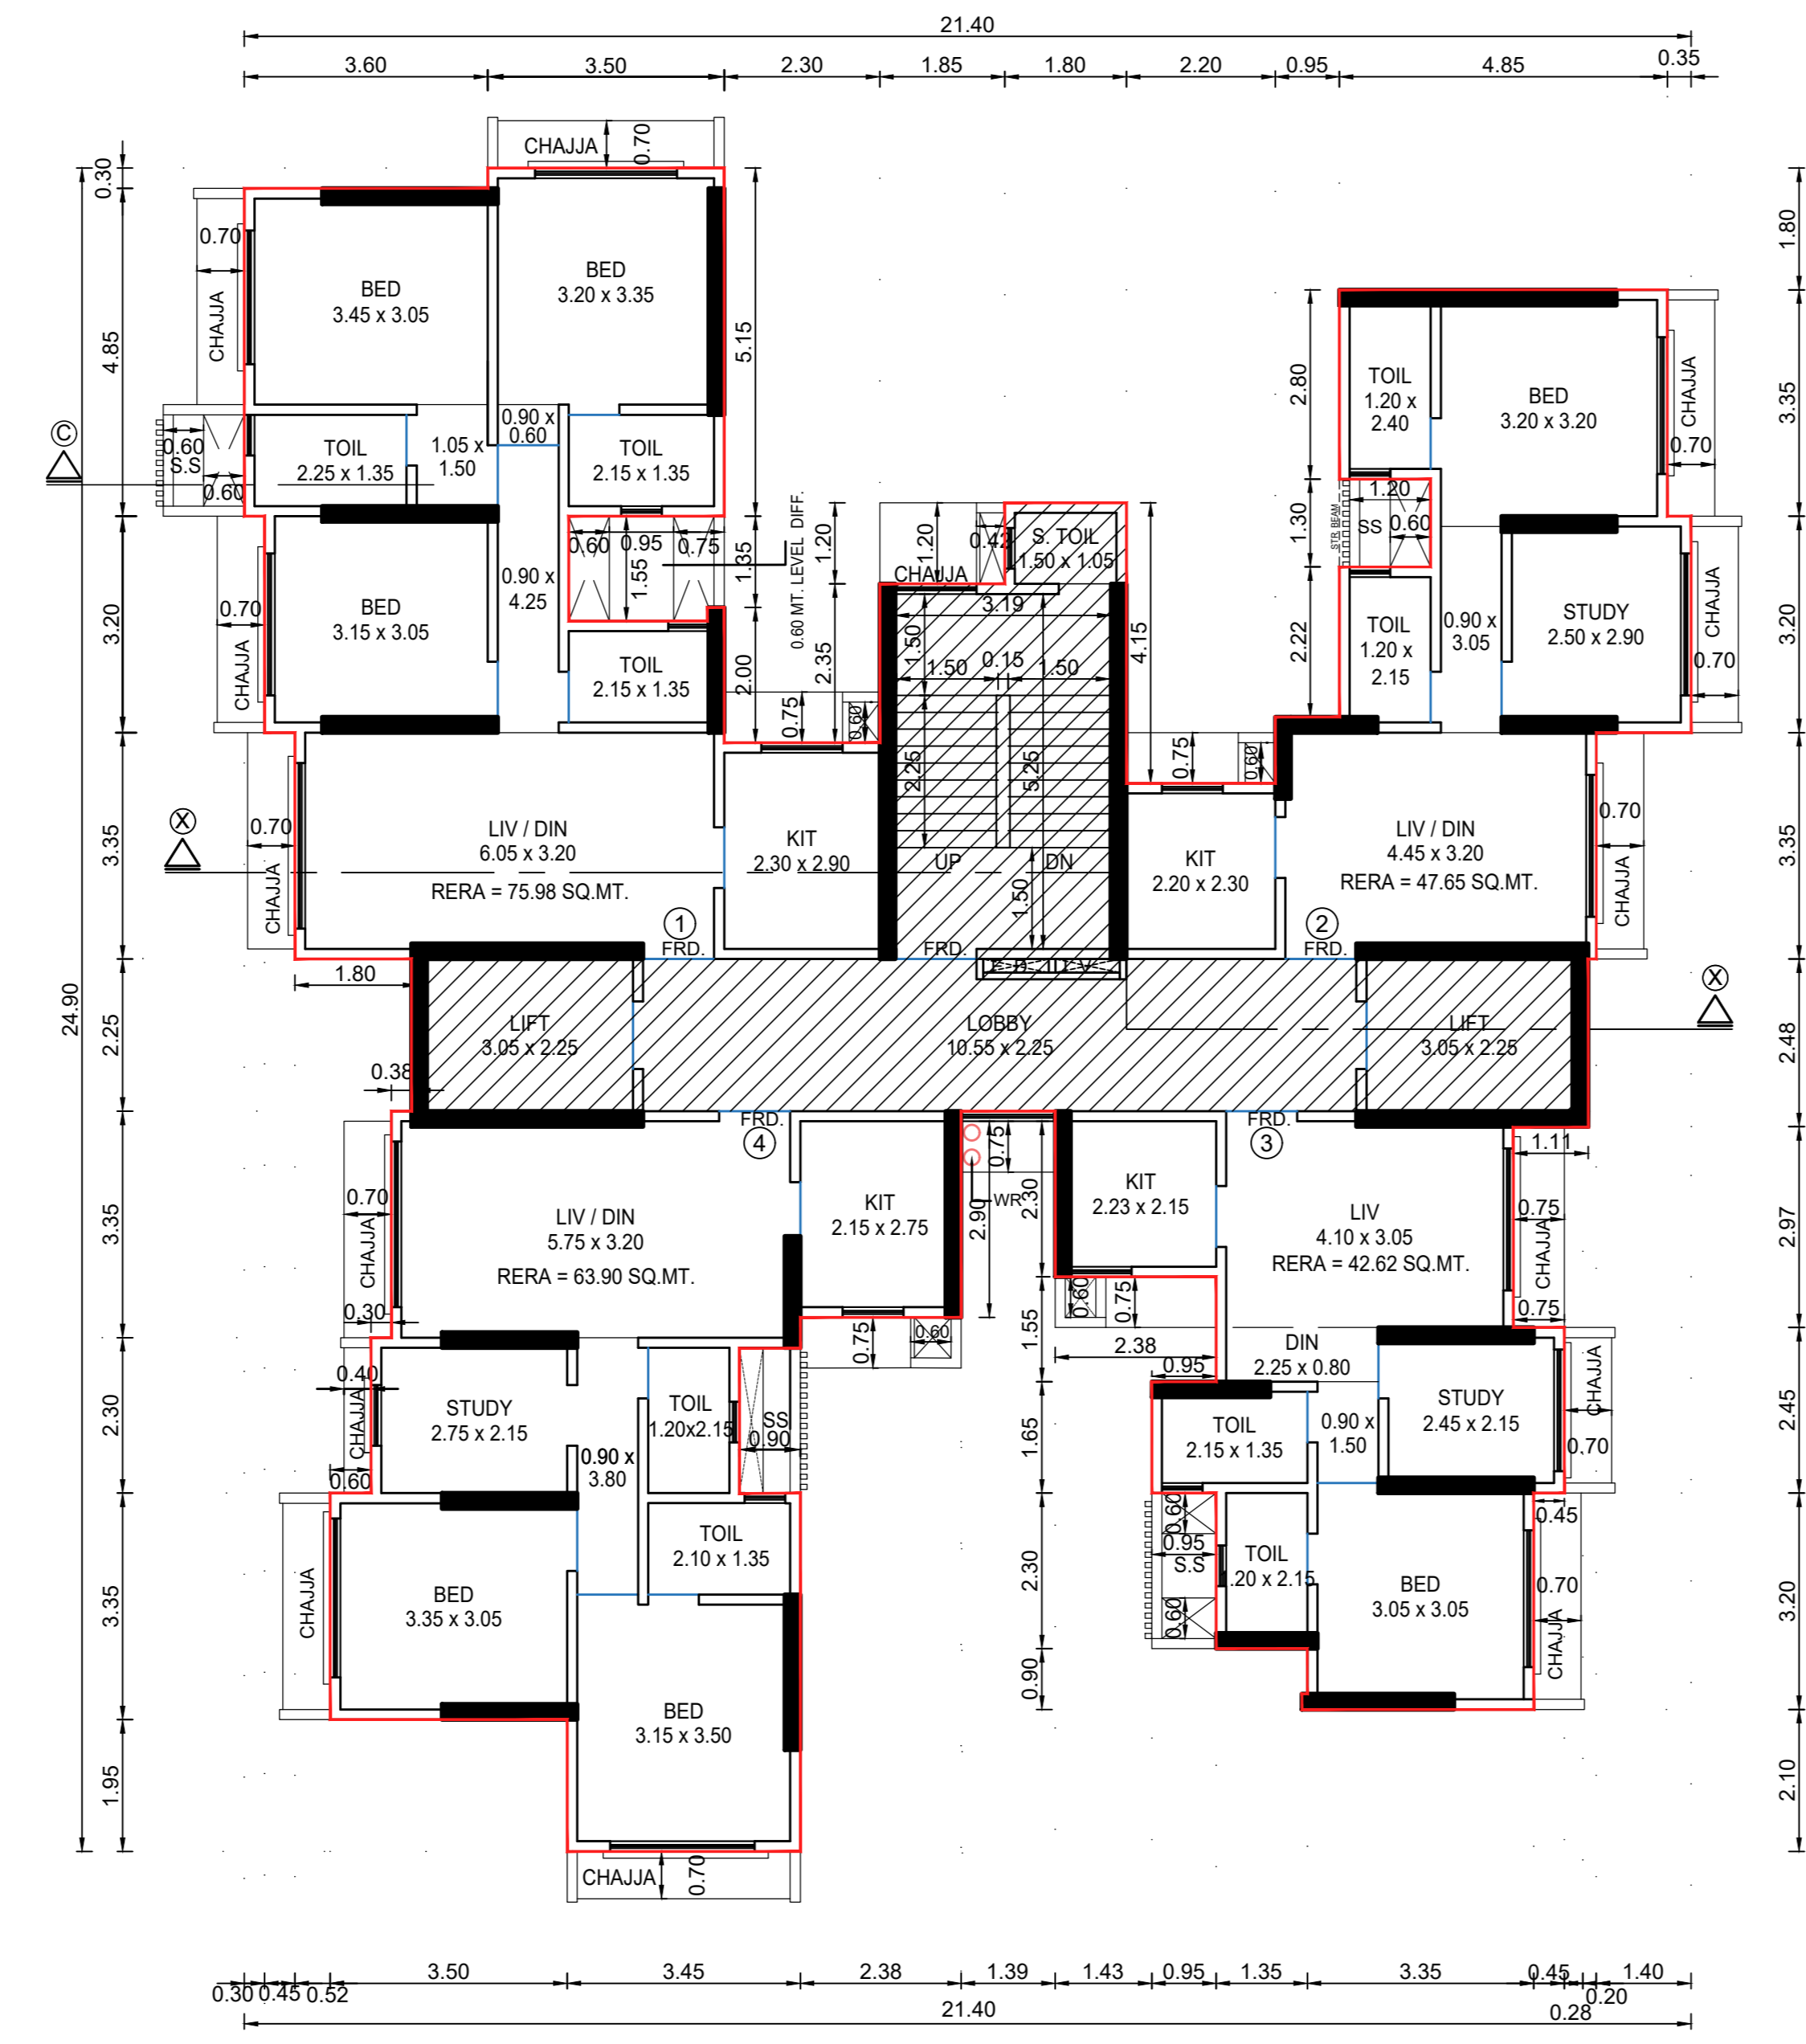 21.40
3.60 3.50 2.30 1.85 1.80 2.20 0.95 4.85 0.35
CHAJJA 0.70
0.30
4.85
3.20
3.35
2.25
3.35
2.30
3.35
1.95
24.90
1.80
3.35
3.20
3.35
2.48
2.97
2.45
3.20
2.10
0.70
CHAJJA
BED
3.45 x 3.05
BED
3.20 x 3.35
5.15
C
0.60
S.S
0.60
TOIL
2.25 x 1.35
1.05 x
1.50
0.90 x
0.60
TOIL
2.15 x 1.35
0.60 0.95 0.75
1.55
1.35
2.00
0.60 MT. LEVEL DIFF.
0.70
CHAJJA
BED
3.15 x 3.05
0.90 x
4.25
TOIL
2.15 x 1.35
1.20
2.35
0.75
0.60
1.20
CHAJJA
0.42
S. TOIL
1.50 x 1.05
3.19
1.50
1.50 0.15 1.50
4.15
2.25
5.25
UP DN
1.50
X
0.70
CHAJJA
LIV / DIN
6.05 x 3.20
RERA = 75.98 SQ.MT.
1
FRD.
KIT
2.30 x 2.90
FRD.
2.80
1.30
2.22
TOIL
1.20 x
2.40
BED
3.20 x 3.20
CHAJJA
0.70
1.20
SS 0.60
STR BEAM
TOIL
1.20 x
2.15
0.90 x
3.05
STUDY
2.50 x 2.90
CHAJJA
0.70
0.75
0.60
KIT
2.20 x 2.30
LIV / DIN
4.45 x 3.20
RERA = 47.65 SQ.MT.
2
FRD.
0.70
CHAJJA
1.80
LIFT
3.05 x 2.25
LOBBY
10.55 x 2.25
LIFT
3.05 x 2.25
X
0.38
0.70
CHAJJA
LIV / DIN
5.75 x 3.20
RERA = 63.90 SQ.MT.
FRD.
4
KIT
2.15 x 2.75
0.75
WR
2.90
2.30
0.75
0.60
KIT
2.23 x 2.15
FRD.
3
LIV
4.10 x 3.05
RERA = 42.62 SQ.MT.
1.11
0.75
CHAJJA
0.75
0.60
0.75
1.55
2.38
DIN
2.25 x 0.80
0.30
0.40
CHAJJA
0.60
STUDY
2.75 x 2.15
TOIL
1.20x2.15
SS
0.90
0.90 x
3.80
TOIL
2.10 x 1.35
CHAJJA
BED
3.35 x 3.05
BED
3.15 x 3.50
CHAJJA 0.70
0.95
1.65
TOIL
2.15 x 1.35
0.90 x
1.50
STUDY
2.45 x 2.15
CHAJJA
0.70
0.45
2.30
0.60
0.95
S.S
0.60
TOIL
1.20 x 2.15
BED
3.05 x 3.05
0.70
CHAJJA
0.90
3.50 3.45 2.38 1.39 1.43 0.95 1.35 3.35 0.45 1.40
0.30 0.45 0.52 0.20
21.40 0.28